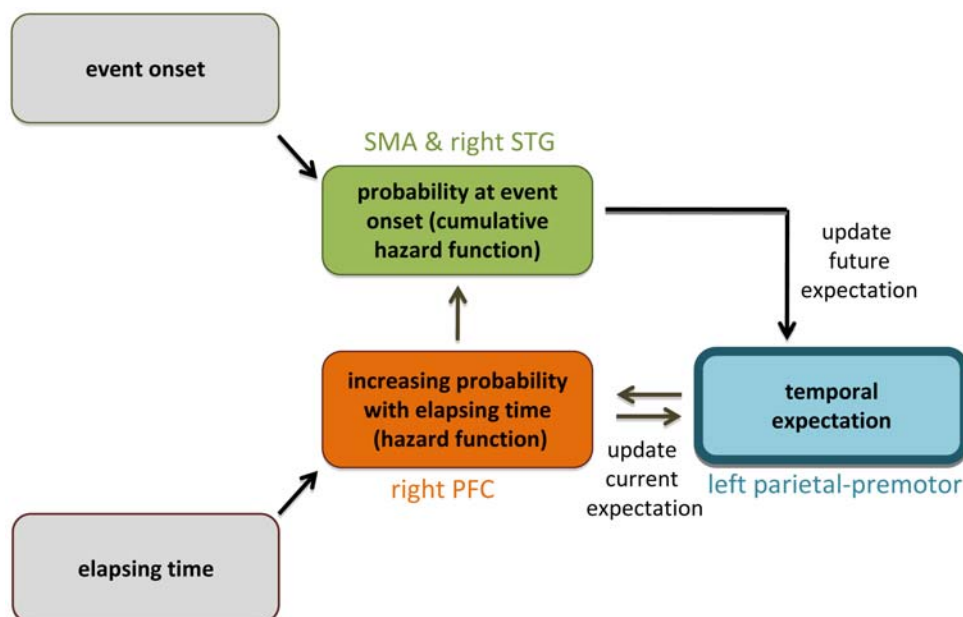 event onset
SMA & right STG
probability at event
onset (cumulative
hazard function)
update
future
expectation
increasing probability
with elapsing time
(hazard function)
temporal
expectation
update
current
expectation
right PFC
left parietal-premotor
elapsing time